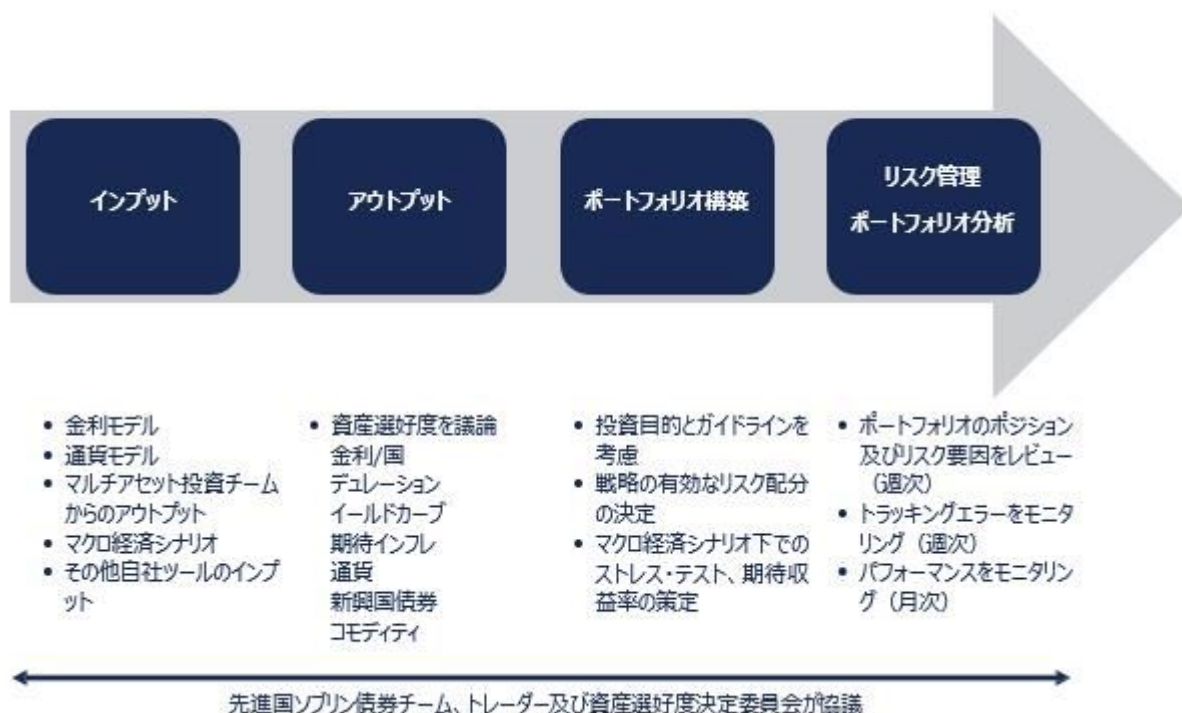 インプット
アウトプット
ポートフォリオ構築
リスク管理
ポートフォリオ分析
• 金利モデル
• 通貨モデル
• マルチアセット投資チーム
からのアウトプット
• マクロ経済シナリオ
• その他自社ツールのインプ
ット
• 資産選好度を議論
金利/国
デュレーション
イールドカーブ
期待インフレ
通貨
新興国債券
コモディティ
• 投資目的とガイドラインを
考慮
• 戦略の有効なリスク配分
の決定
• マクロ経済シナリオ下での
ストレス・テスト、期待収
益率の策定
• ポートフォリオのポジション
及びリスク要因をレビュー
（週次）
• トラッキングエラーをモニタ
リング（週次）
• パフォーマンスをモニタリン
グ（月次）
先進国ソブリン債券チーム、トレーダー及び資産選好度決定委員会が協議